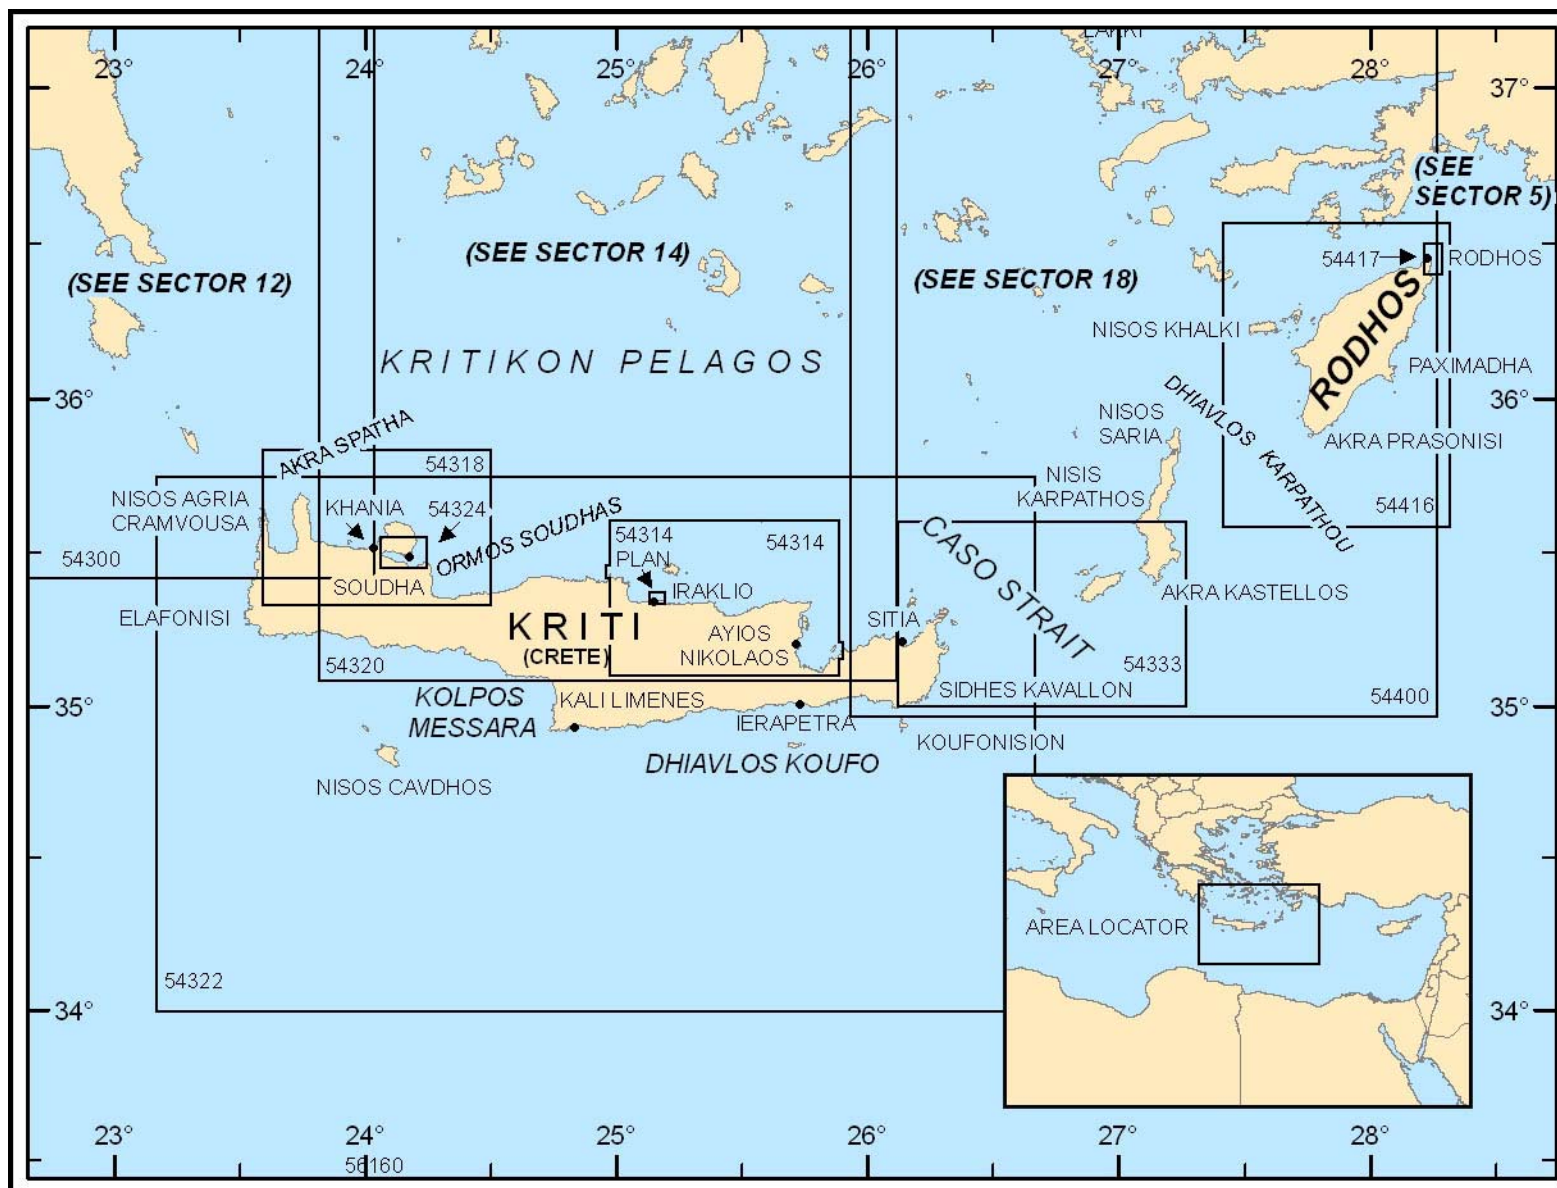 LAKKI
23°
24°
25°
26°
27°
28°
37°
37°
(SEE
SECTOR 5)
(SEE SECTOR 14)
(SEE SECTOR 12)
(SEE SECTOR 18)
54417
RODHOS
RODHOS
NISOS KHALKI
KRITIKON PELAGOS
PAXIMADHA
36°
36°
DHIAVLOS KARPATHOU
NISOS
SARIA
AKRA PRASONISI
AKRA SPATHA
54318
NISIS
KARPATHOS
NISOS AGRIA
CRAMVOUSA
KHANIA
54324
ORMOS SOUDHAS
54314
PLAN
54314
54416
CASO STRAIT
54300
SOUDHA
IRAKLIO
AKRA KASTELLOS
ELAFONISI
KRITI
(CRETE)
AYIOS
NIKOLAOS
SITIA
54320
54333
SIDHES KAVALLON
54400
KOLPOS
MESSARA
KALI LIMENES
35°
35°
IERAPETRA
KOUFONISION
DHIAVLOS KOUFO
NISOS CAVDHOS
AREA LOCATOR
54322
34°
34°
23°
24°
25°
26°
27°
28°
56160